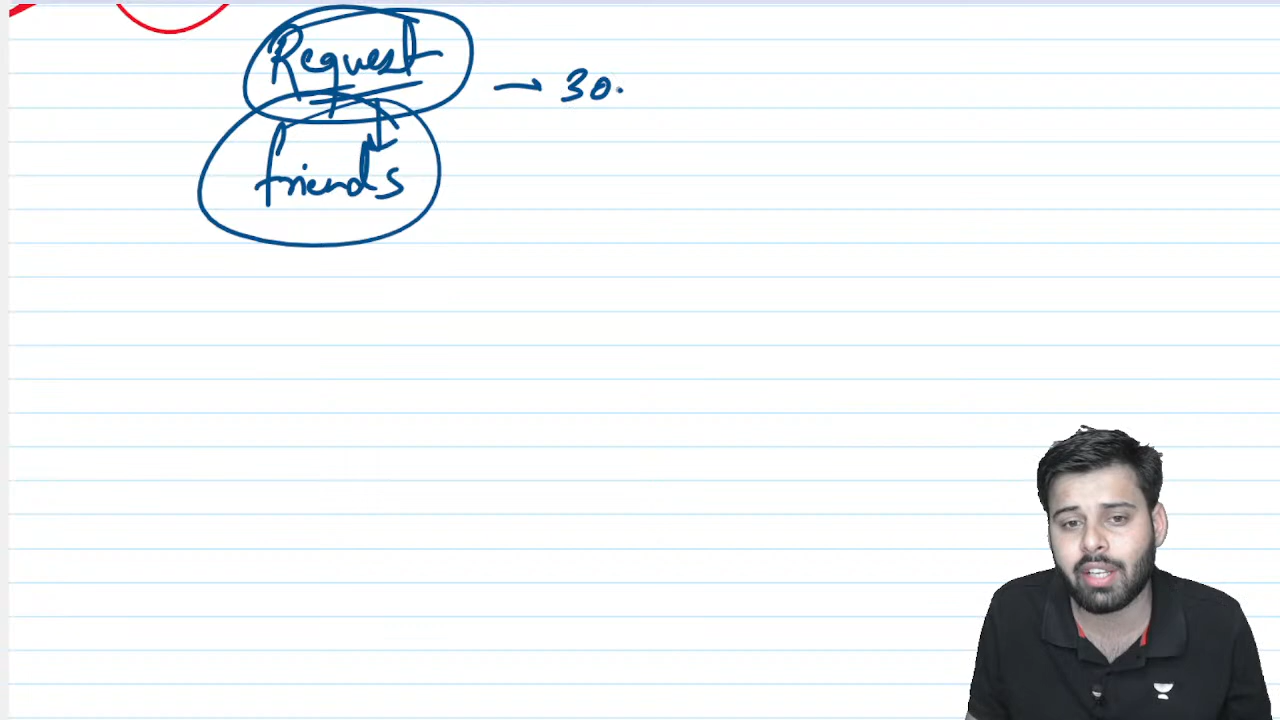 Request → 30.
friends